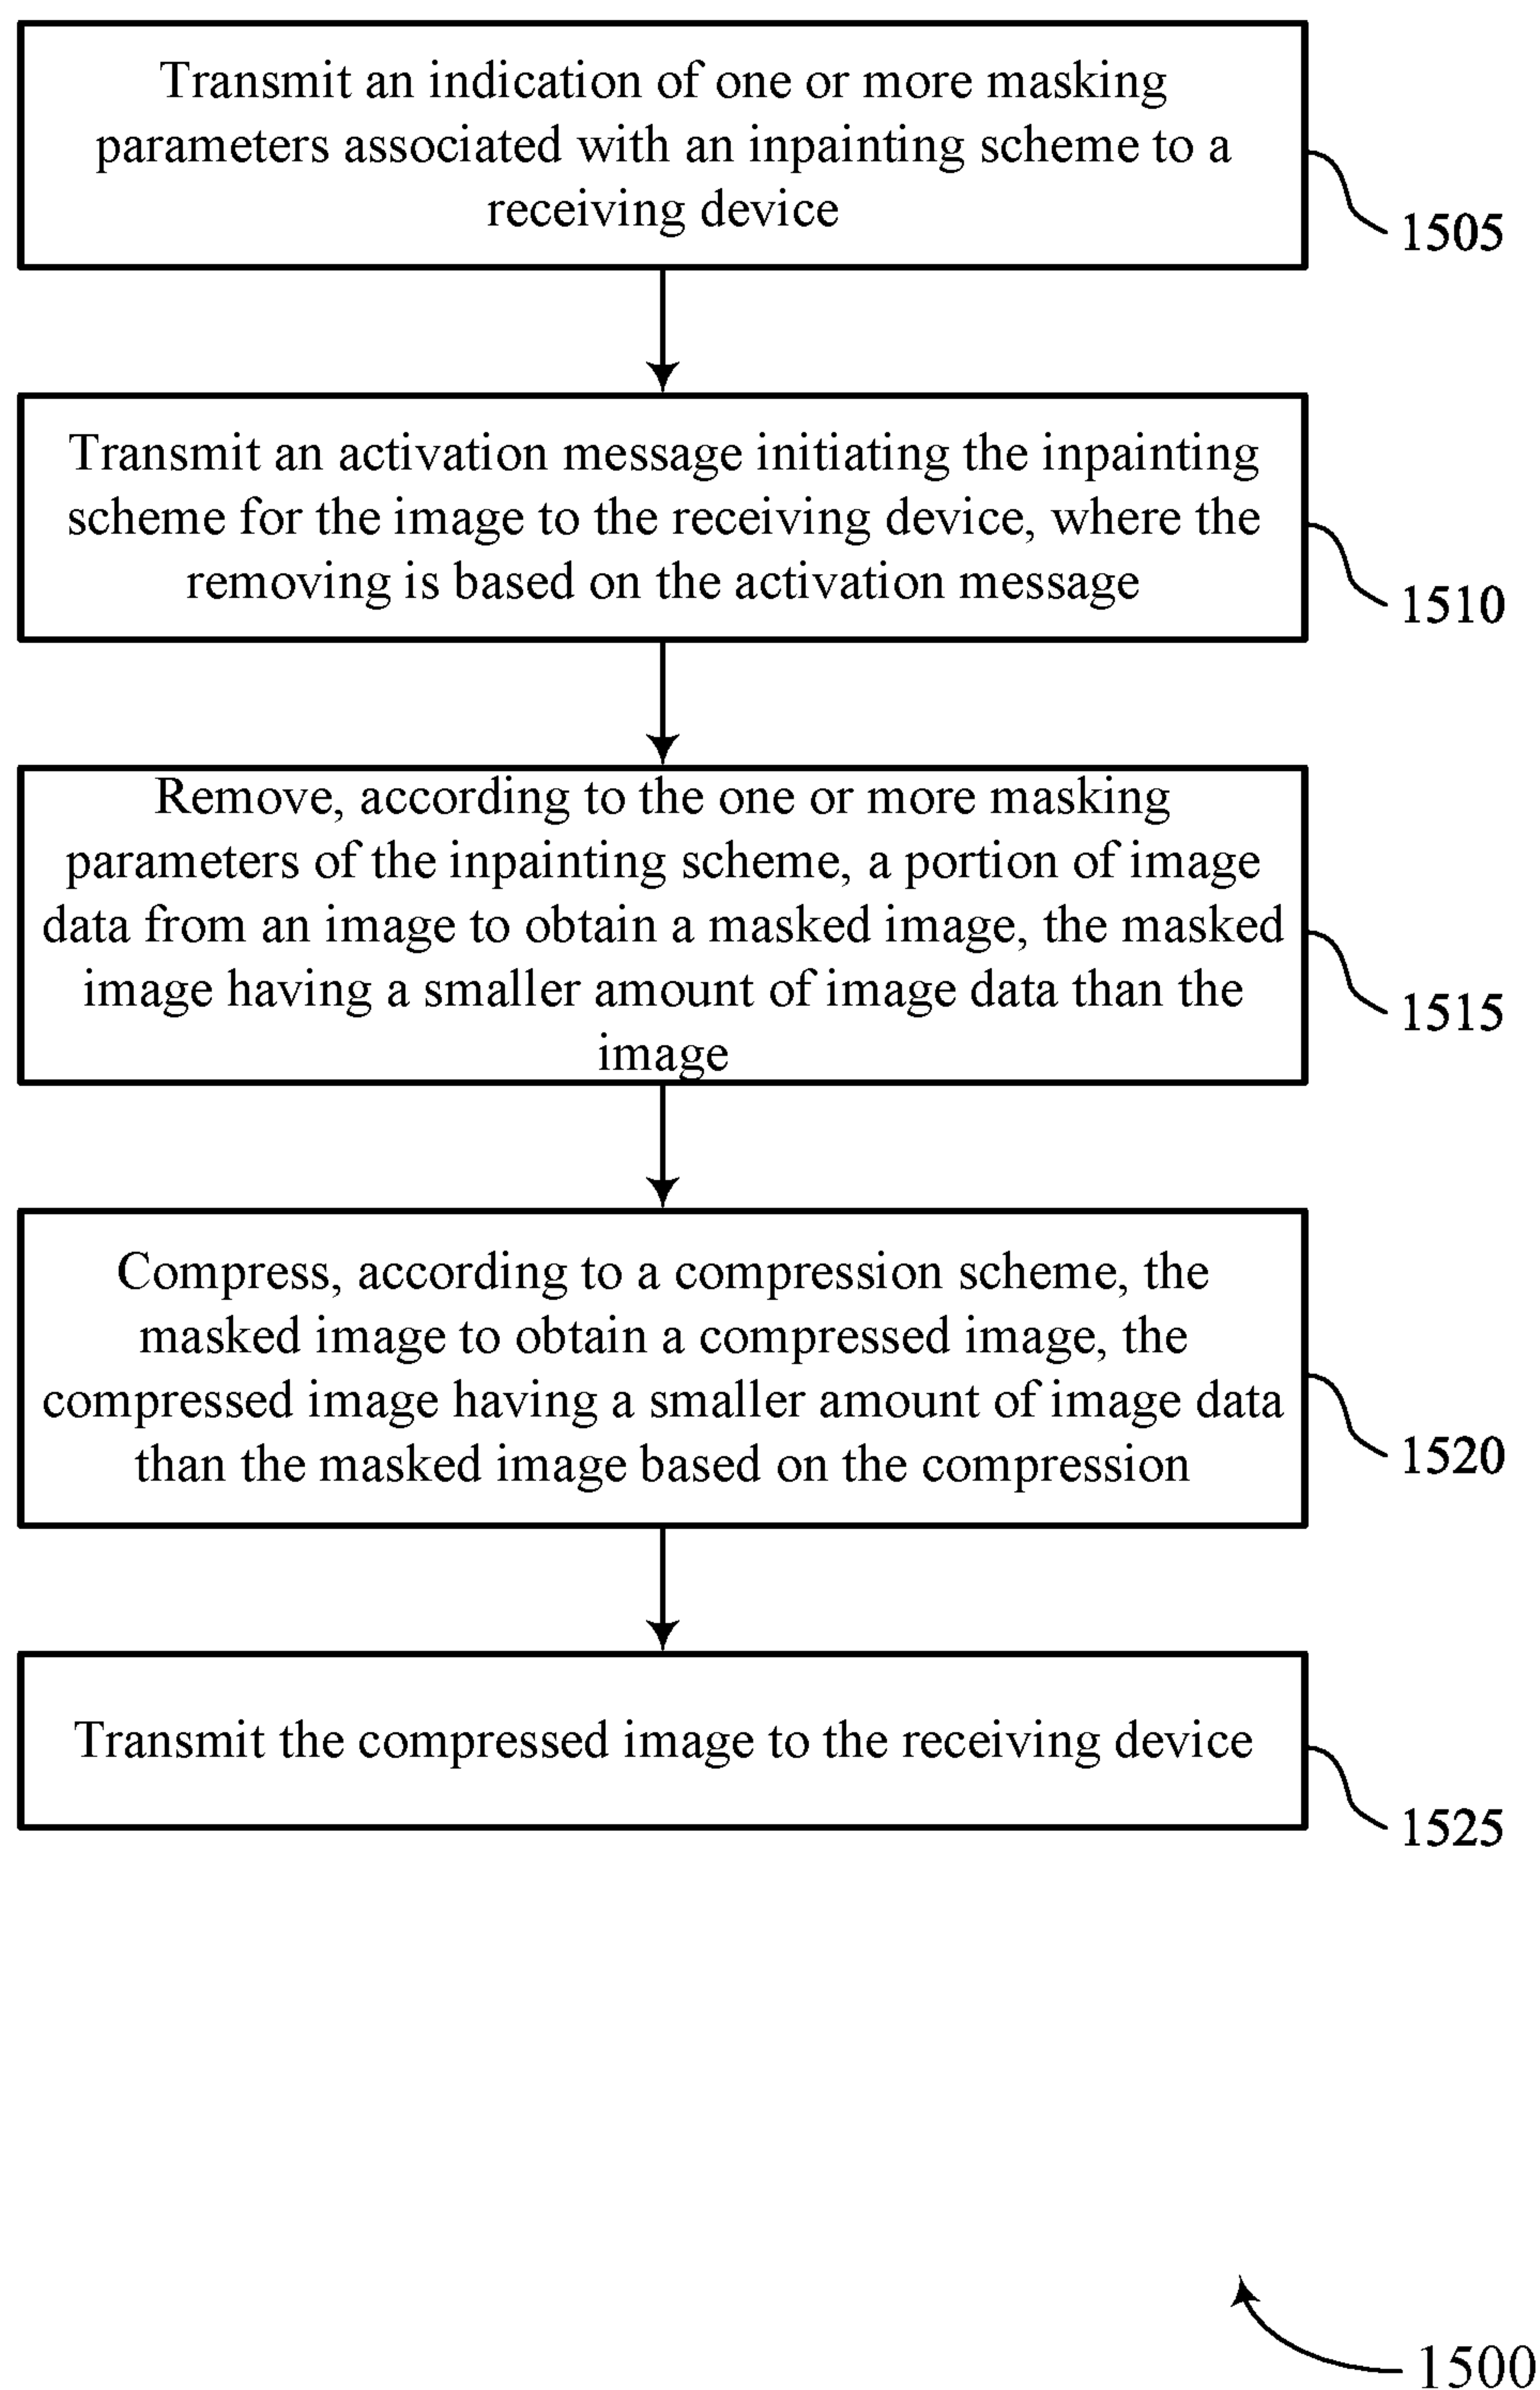 Transmit an indication of one or more masking
parameters associated with an inpainting scheme to a
receiving device
1505
Transmit an activation message initiating the inpainting
scheme for the image to the receiving device, where the
removing is based on the activation message
1510
Remove, according to the one or more masking
parameters of the inpainting scheme, a portion of image
data from an image to obtain a masked image, the masked
image having a smaller amount of image data than the
image
1515
Compress, according to a compression scheme, the
masked image to obtain a compressed image, the
compressed image having a smaller amount of image data
than the masked image based on the compression
1520
Transmit the compressed image to the receiving device
1525
1500